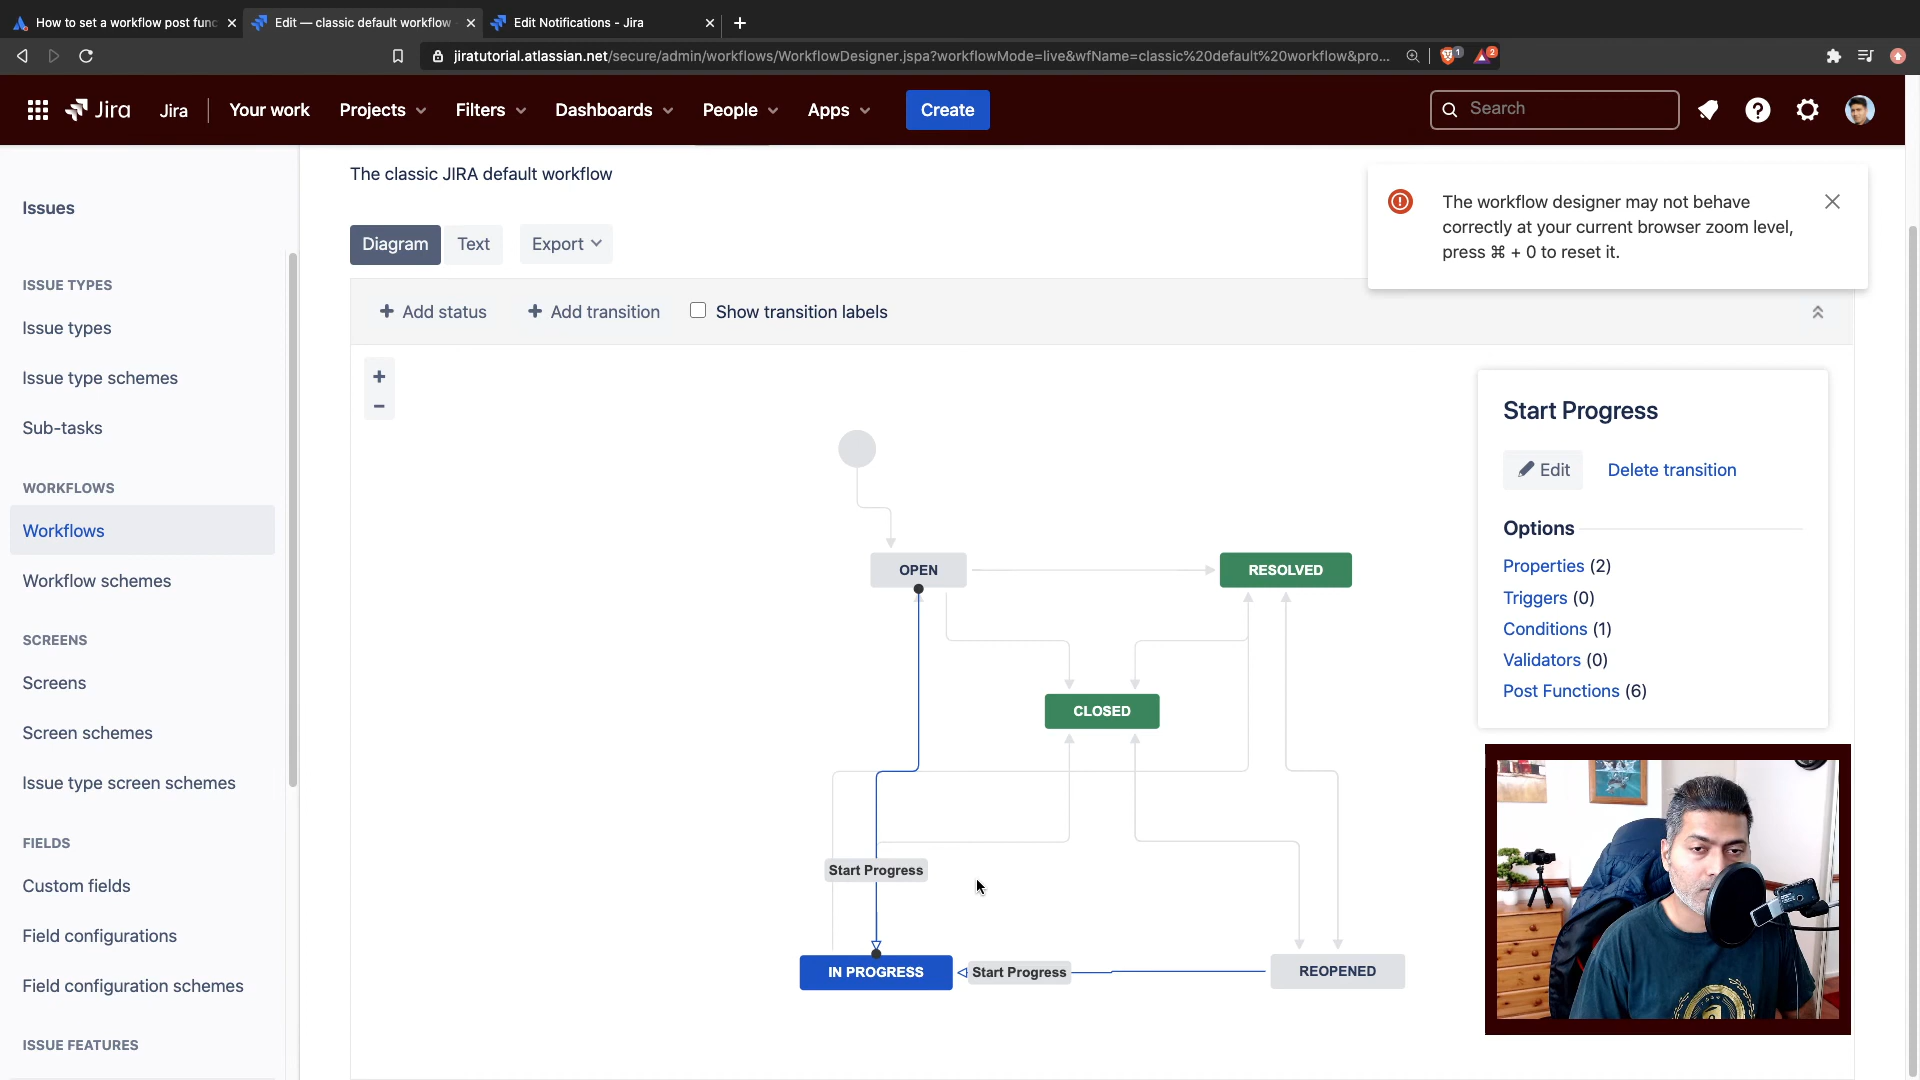 How to set a workflow post func
Edit — classic default workflow
Edit Notifications - Jira
jiratutorial.atlassian.net/secure/admin/workflows/WorkflowDesigner.jspa?workflowMode=live&wfName=classic%20default%20workflow&pro...
1
2
Jira
Jira
Your work
Projects
Filters
Dashboards
People
Apps
Create
Search
The classic JIRA default workflow
The workflow designer may not behave
correctly at your current browser zoom level,
press ⌘ + 0 to reset it.
Issues
Diagram
Text
Export
ISSUE TYPES
Add status
Add transition
Show transition labels
Issue types
Issue type schemes
Sub-tasks
WORKFLOWS
Workflows
Workflow schemes
SCREENS
Screens
Screen schemes
Issue type screen schemes
FIELDS
Custom fields
Field configurations
Field configuration schemes
ISSUE FEATURES
OPEN
RESOLVED
CLOSED
Start Progress
IN PROGRESS
Start Progress
REOPENED
Start Progress
Edit
Delete transition
Options
Properties (2)
Triggers (0)
Conditions (1)
Validators (0)
Post Functions (6)